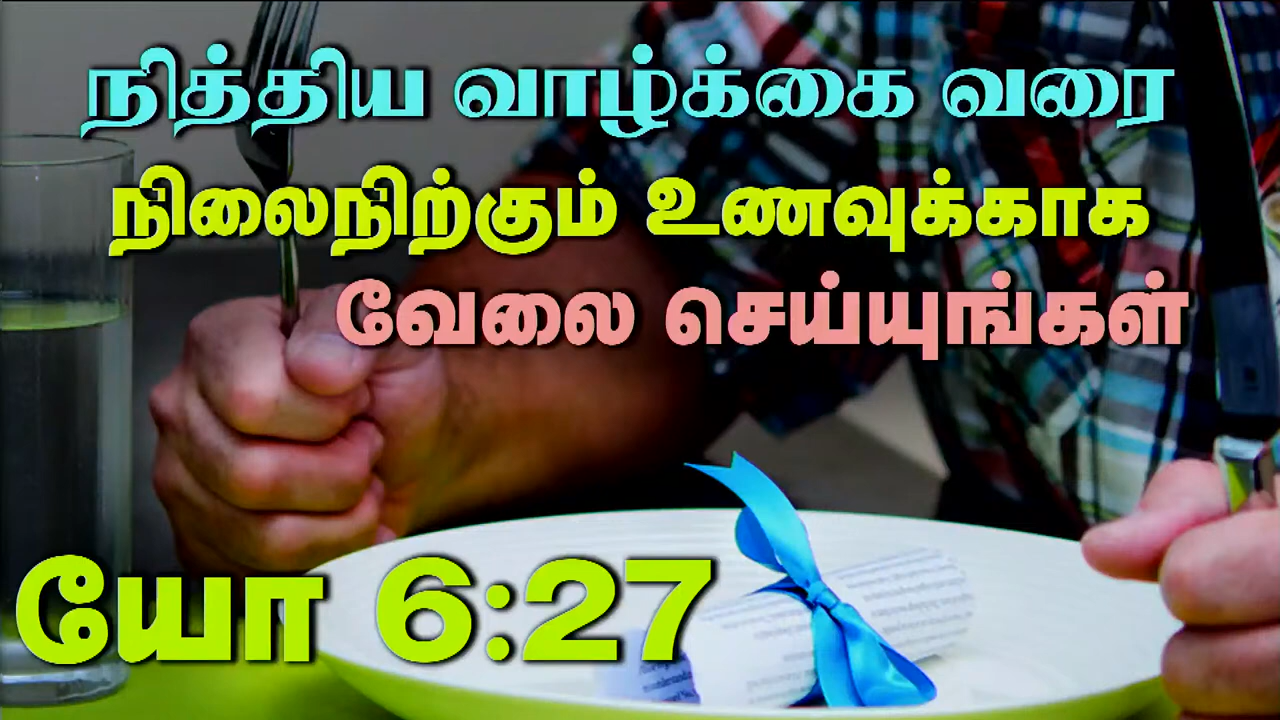 நித்திய வாழ்க்கை வரை
நிலைநிற்கும் உணவுக்காக
வேலை செய்யுங்கள்
யோ 6:27